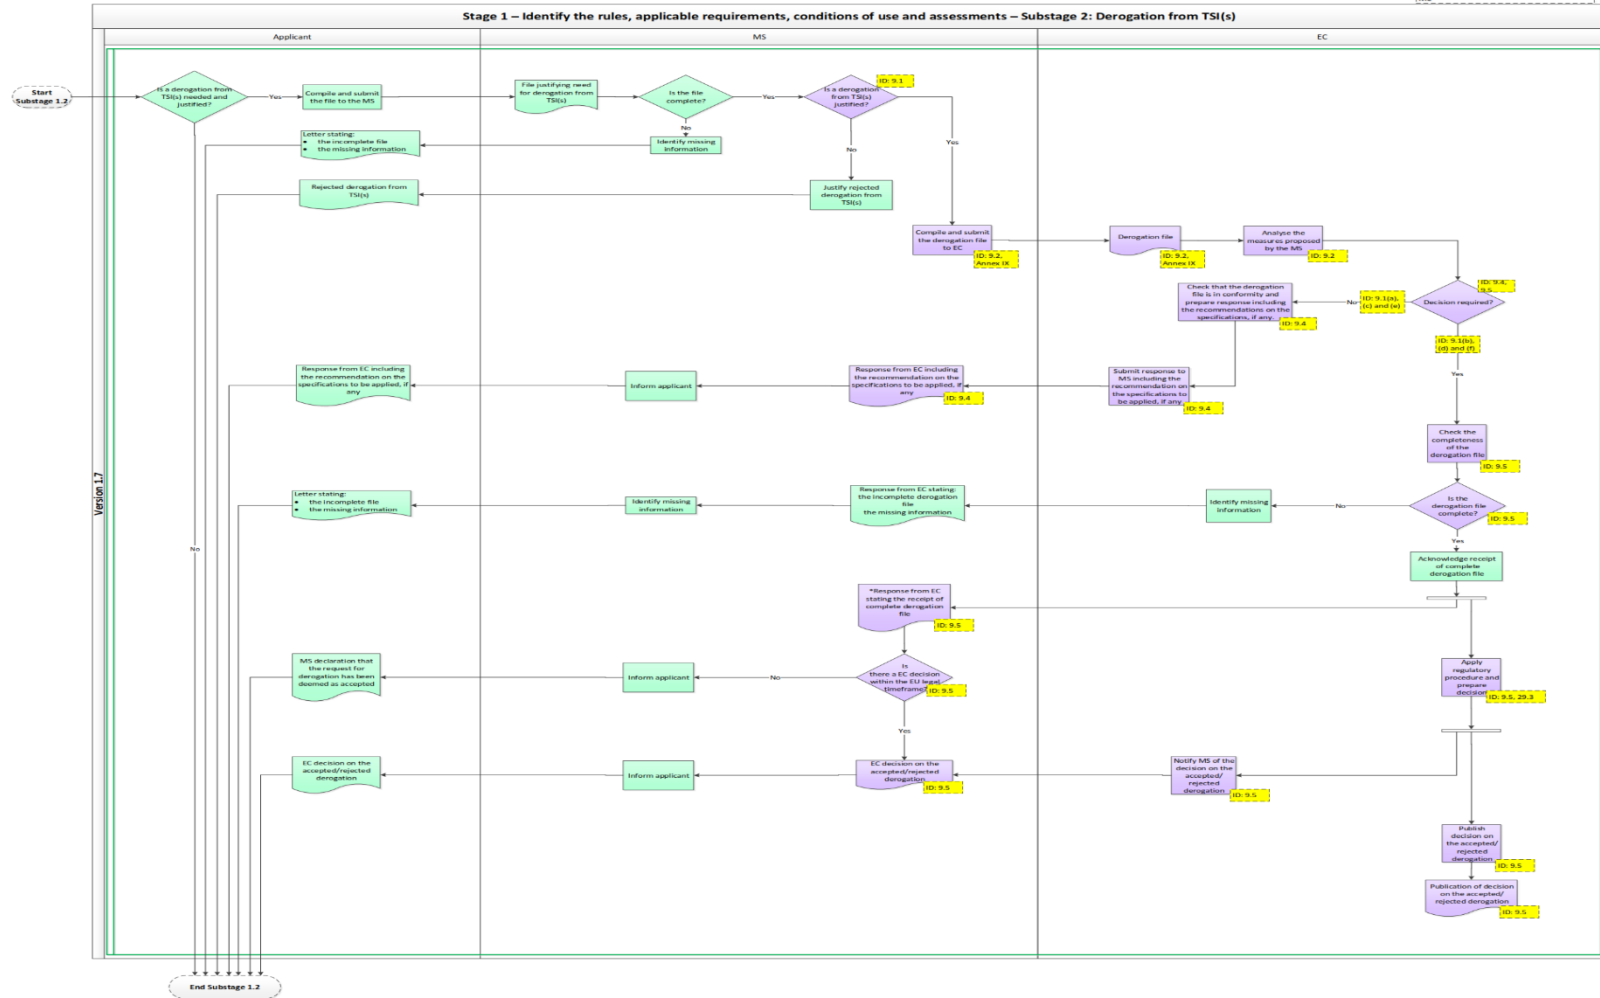 Stage 1 – Identify the rules, applicable requirements, conditions of use and assessments – Substage 2: Derogation from TSI(s)
Applicant
MS
EC
Version 1.7
Start
Substage 1.2
Is a derogation from
TSI(s) needed and
justified?
Yes
Compile and submit
the file to the MS
File justifying need
for derogation from
TSI(s)
Is the file
complete?
Yes
Is a derogation
from TSI(s)
justified?
ID: 9.1
No
Letter stating:
• the incomplete file
• the missing information
Identify missing
information
No
Yes
Rejected derogation from
TSI(s)
Justify rejected
derogation from
TSI(s)
Compile and submit
the derogation file
to EC
ID: 9.2,
Annex IX
Derogation file
ID: 9.2,
Annex IX
Analyse the
measures proposed
by the MS
ID: 9.2
Check that the derogation
file is in conformity and
prepare response including
the recommendations on the
specifications, if any.
ID: 9.4
No
ID: 9.1(a),
(c) and (e)
Decision required?
ID: 9.4,
9.5
ID: 9.1(b),
(d) and (f)
Yes
Response from EC including
the recommendation on the
specifications to be applied, if
any
Inform applicant
Response from EC including
the recommendation on the
specifications to be applied, if
any
ID: 9.4
Submit response to
MS including the
recommendation on
the specifications to
be applied, if any
ID: 9.4
Check the
completeness
of the
derogation file
ID: 9.5
Letter stating:
• the incomplete file
• the missing information
Identify missing
information
Response from EC stating:
the incomplete derogation
file
the missing information
Identify missing
information
No
Is the
derogation file
complete?
ID: 9.5
Yes
No
Acknowledge receipt
of complete
derogation file
*Response from EC
stating the receipt of
complete derogation
file
ID: 9.5
MS declaration that
the request for
derogation has been
deemed as accepted
Inform applicant
No
Is
there a EC decision
within the EU legal
timeframe?
ID: 9.5
Apply
regulatory
procedure and
prepare
decision
ID: 9.5, 29.3
Yes
EC decision on the
accepted/rejected
derogation
Inform applicant
EC decision on the
accepted/rejected
derogation
ID: 9.5
Notify MS of the
decision on the
accepted/
rejected
derogation
ID: 9.5
Publish
decision on
the accepted/
rejected
derogation
ID: 9.5
Publication of decision
on the accepted/
rejected derogation
ID: 9.5
End Substage 1.2